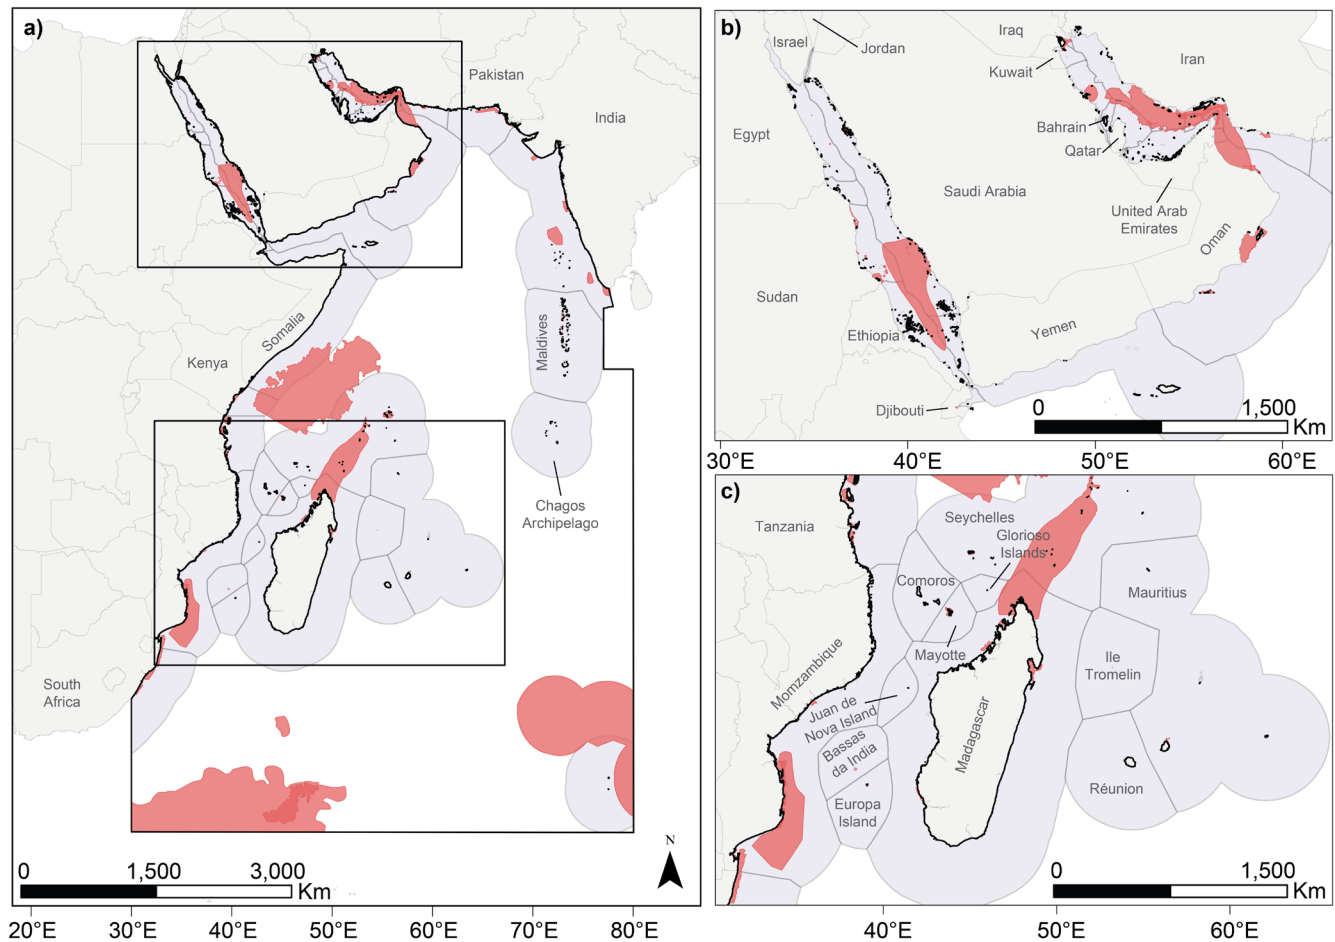 a)
Pakistan
India
Somalia
Kenya
Maldives
Chagos
Archipelago
South
Africa
N
0 1,500 3,000
Km
20°E 30°E 40°E 50°E 60°E 70°E 80°E
b)
Israel
Jordan
Iraq
Kuwait
Iran
Egypt
Bahrain
Qatar
Saudi Arabia
United Arab
Emirates
Oman
Sudan
Ethiopia
Yemen
Djibouti
0 1,500
Km
30°E 40°E 50°E 60°E
c)
Tanzania
Seychelles
Glorioso
Islands
Comoros
Mauritius
Mayotte
Momzambique
Ile
Tromelin
Juan de
Nova Island
Bassas
da India
Madagascar
Europa
Island
Réunion
0 1,500
Km
40°E 50°E 60°E